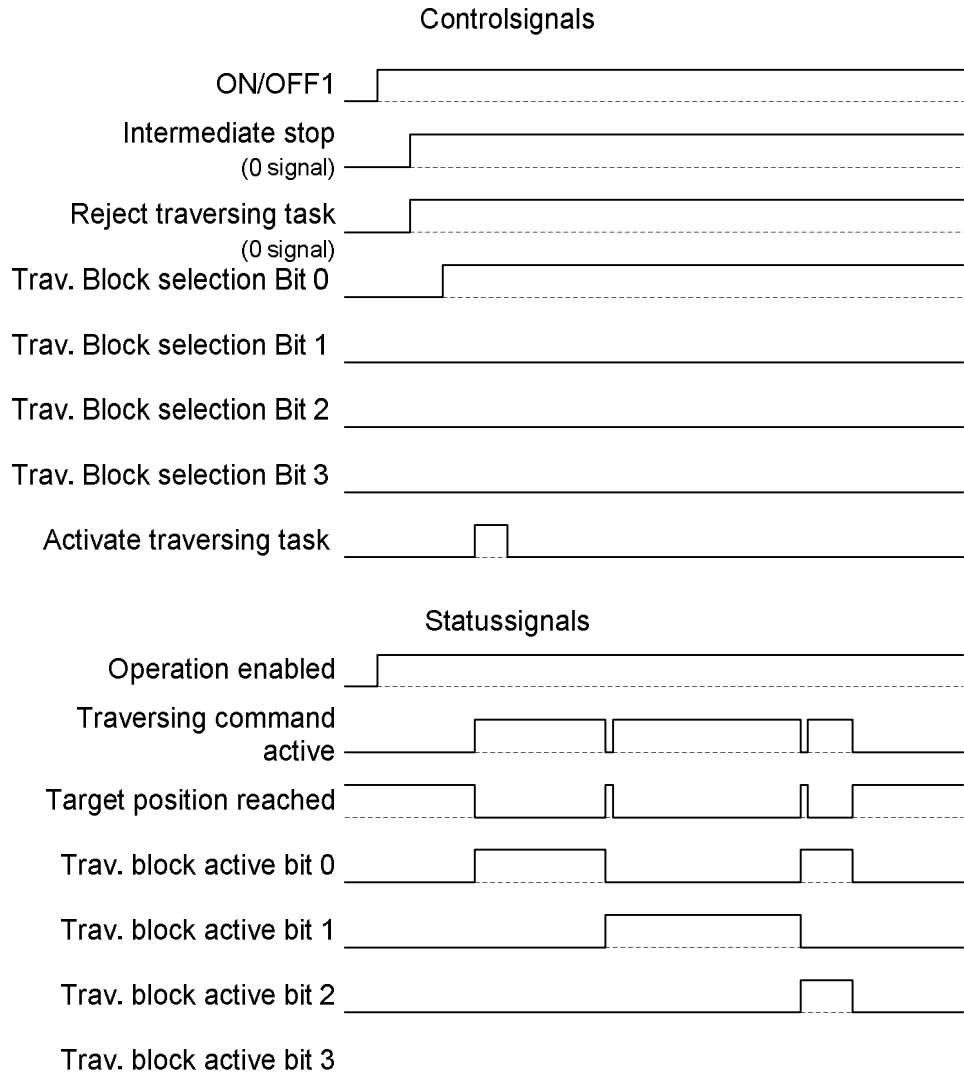 Controlsignals
ON/OFF1
Intermediate stop
(0 signal)
Reject traversing task
(0 signal)
Trav. Block selection Bit 0
Trav. Block selection Bit 1
Trav. Block selection Bit 2
Trav. Block selection Bit 3
Activate traversing task
Statussignals
Operation enabled
Traversing command
active
Target position reached
Trav. block active bit 0
Trav. block active bit 1
Trav. block active bit 2
Trav. block active bit 3